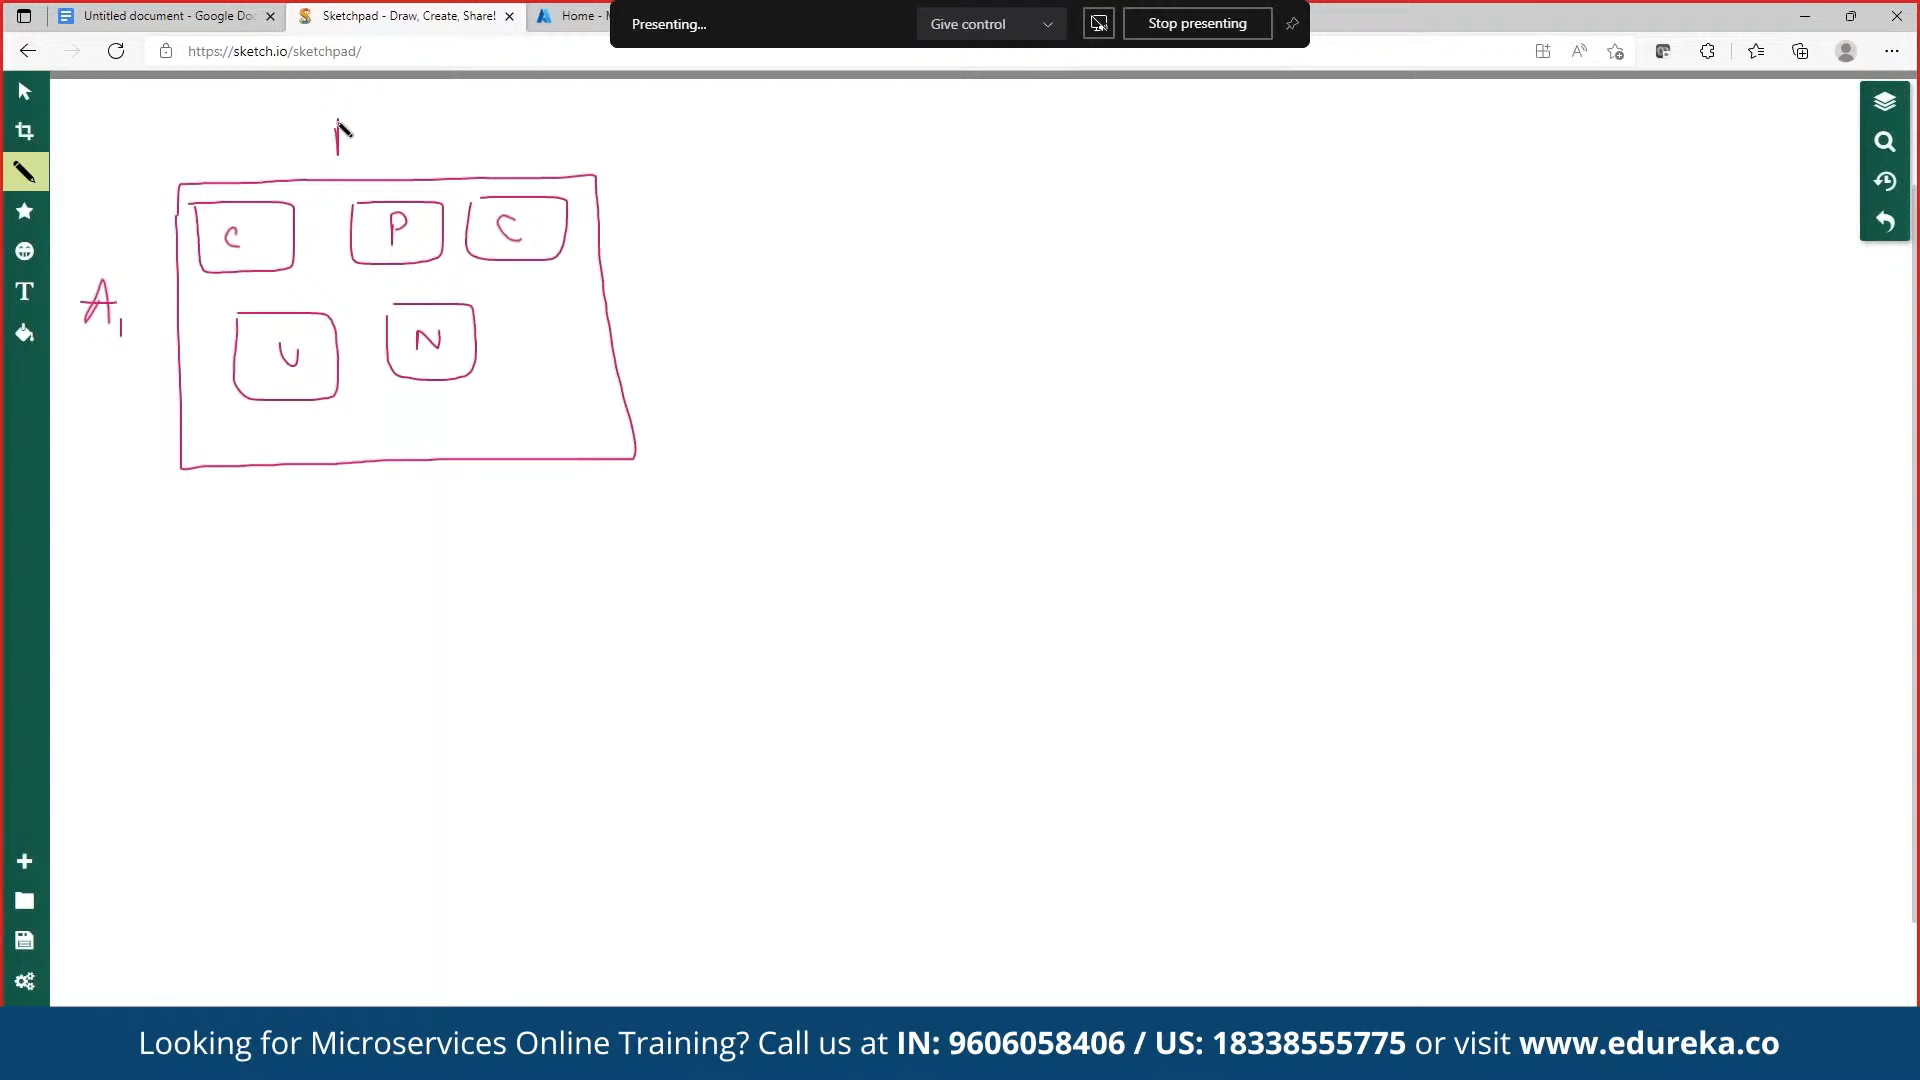 Untitled document - Google Doc
Sketchpad - Draw, Create, Share!
Home -
Presenting...
Give control
Stop presenting
https://sketch.io/sketchpad/
C
P
C
A1
U
N
T
Looking for Microservices Online Training? Call us at IN: 9606058406 / US: 18338555775 or visit www.edureka.co